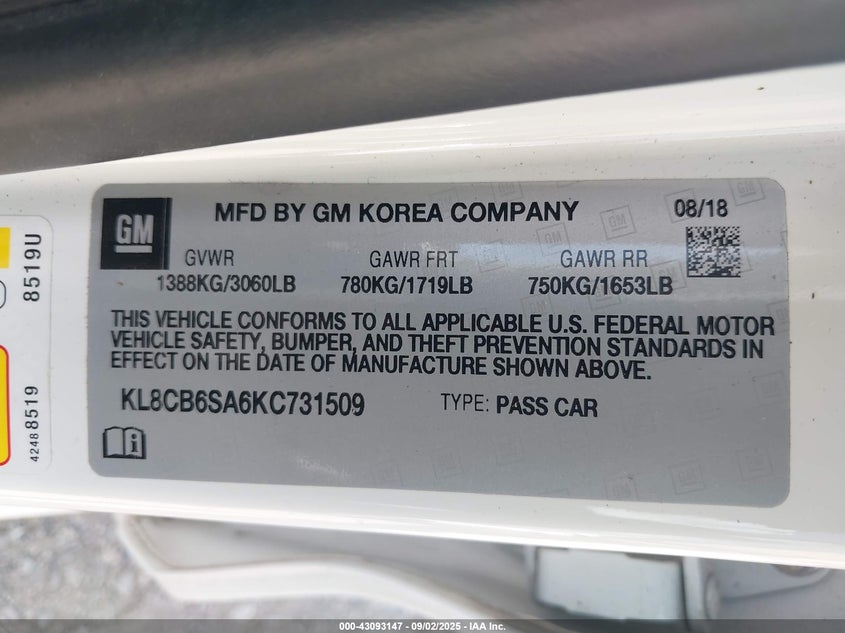 GM
MFD BY GM KOREA COMPANY
08/18
GVWR GAWR FRT GAWR RR
1388KG/3060LB 780KG/1719LB 750KG/1653LB
THIS VEHICLE CONFORMS TO ALL APPLICABLE U.S. FEDERAL MOTOR
VEHICLE SAFETY, BUMPER, AND THEFT PREVENTION STANDARDS IN
EFFECT ON THE DATE OF MANUFACTURE SHOWN ABOVE.
KL8CB6SA6KC731509 TYPE: PASS CAR
8519U
42488519
000-43093147 - 09/02/2025 - IAA Inc.